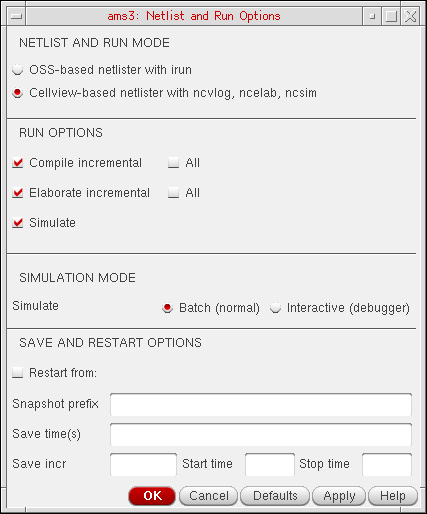 ams3: Netlist and Run Options
NETLIST AND RUN MODE
OSS-based netlister with irun
Cellview-based netlister with ncvlog, ncelab, ncsim
RUN OPTIONS
Compile incremental All
Elaborate incremental All
Simulate
SIMULATION MODE
Simulate Batch (normal) Interactive (debugger)
SAVE AND RESTART OPTIONS
Restart from:
Snapshot prefix
Save time(s)
Save incr Start time Stop time
OK Cancel Defaults Apply Help